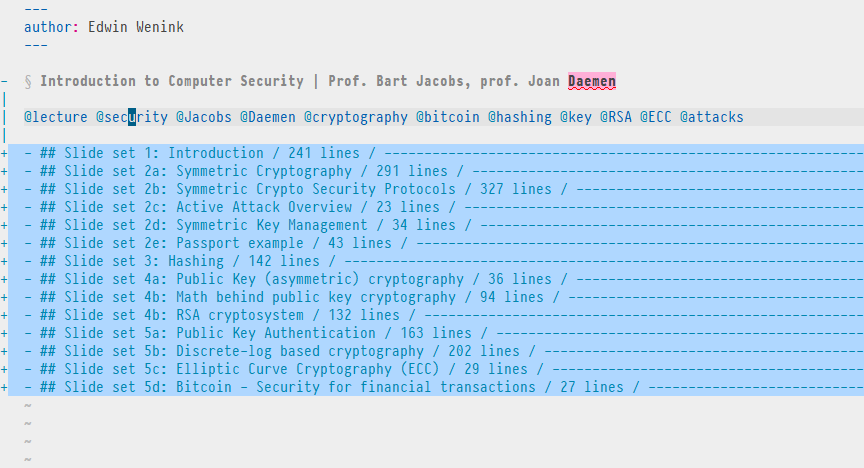 ---
author: Edwin Wenink
---
- § Introduction to Computer Security | Prof. Bart Jacobs, prof. Joan Daemen
@lecture @security @Jacobs @Daemen @cryptography @bitcoin @hashing @key @RSA @ECC @attacks
+ - ## Slide set 1: Introduction / 241 lines / ------------------------------------------------------------
+ - ## Slide set 2a: Symmetric Cryptography / 291 lines / -------------------------------------------------
+ - ## Slide set 2b: Symmetric Crypto Security Protocols / 327 lines / ------------------------------------
+ - ## Slide set 2c: Active Attack Overview / 23 lines / --------------------------------------------------
+ - ## Slide set 2d: Symmetric Key Management / 34 lines / ------------------------------------------------
+ - ## Slide set 2e: Passport example / 43 lines / --------------------------------------------------------
+ - ## Slide set 3: Hashing / 142 lines / -----------------------------------------------------------------
+ - ## Slide set 4a: Public Key (asymmetric) cryptography / 36 lines / ------------------------------------
+ - ## Slide set 4b: Math behind public key cryptography / 94 lines / -------------------------------------
+ - ## Slide set 4b: RSA cryptosystem / 132 lines / -------------------------------------------------------
+ - ## Slide set 5a: Public Key Authentication / 163 lines / ----------------------------------------------
+ - ## Slide set 5b: Discrete-log based cryptography / 202 lines / ----------------------------------------
+ - ## Slide set 5c: Elliptic Curve Cryptography (ECC) / 29 lines / ---------------------------------------
+ - ## Slide set 5d: Bitcoin - Security for financial transactions / 27 lines / ---------------------------
~
~
~
~